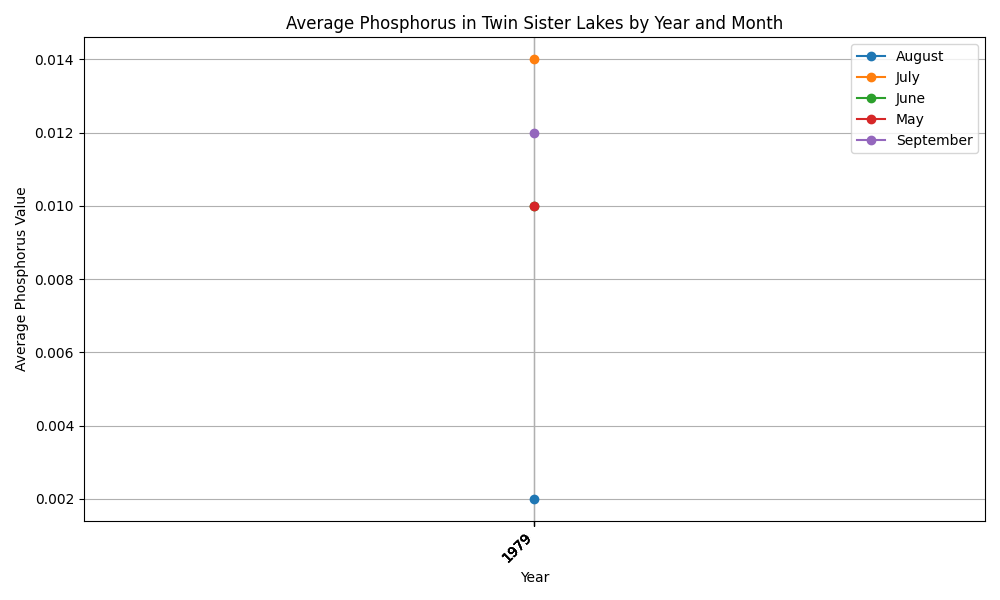 Average Phosphorus in Twin Sister Lakes by Year and Month
Average Phosphorus Value
0.014
0.012
0.010
0.008
0.006
0.004
0.002
August
July
June
May
September
1979
Year